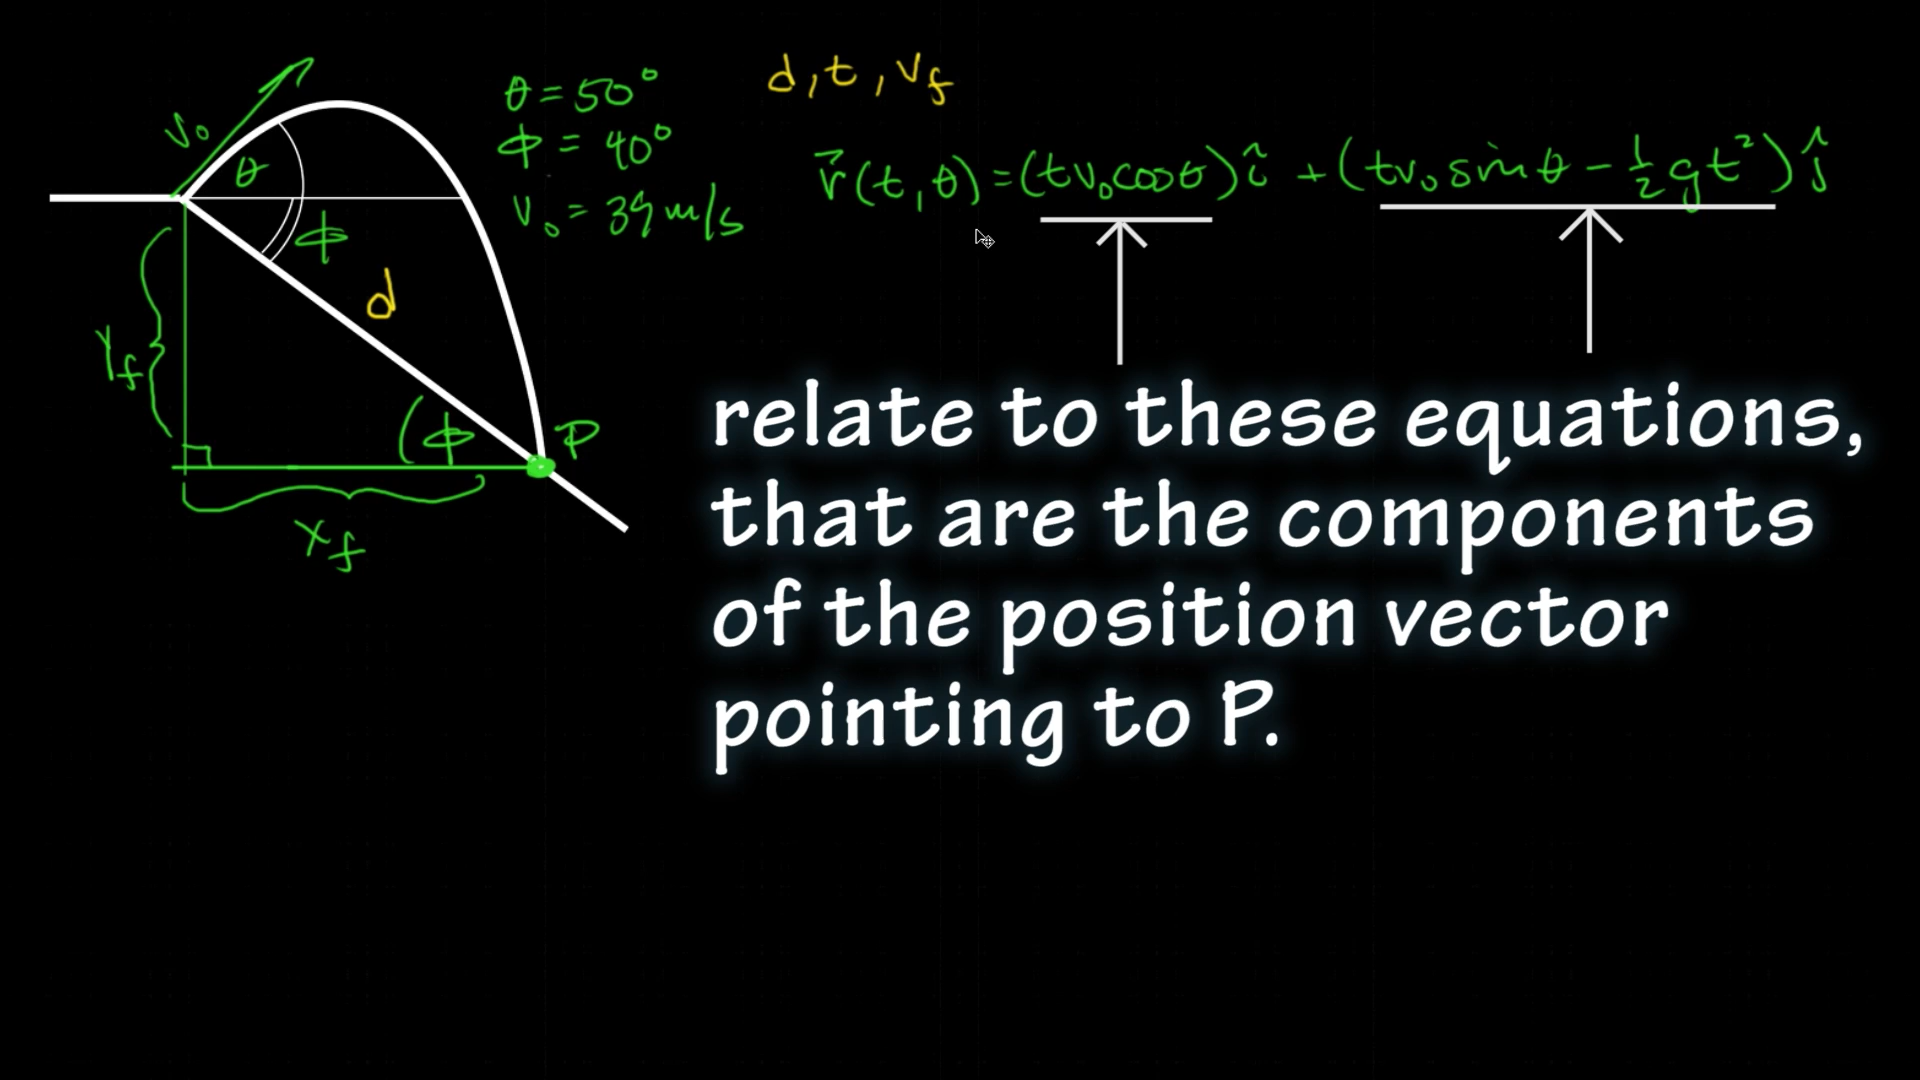 v₀
θ
ϕ
d
Y_f
ϕ
P
X_f
θ = 50°
ϕ = 40°
v₀ = 39 m/s
d, t, v_f
r⃗(t, θ) = (tv₀cosθ)î + (tv₀sinθ - ½gt²)ĵ
relate to these equations,
that are the components
of the position vector
pointing to P.